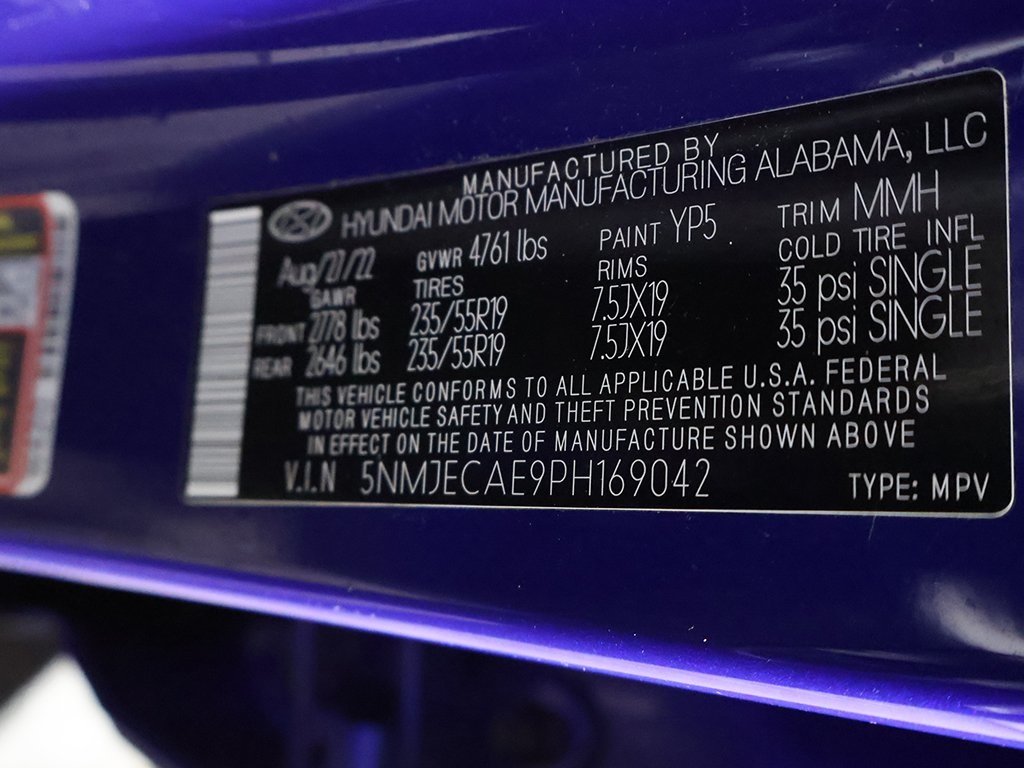 MANUFACTURED BY
HYUNDAI MOTOR MANUFACTURING ALABAMA, LLC
GVWR 4761 lbs PAINT YP5 TRIM MMH
GAWR TIRES RIMS COLD TIRE INFL
FRONT 2778 lbs 235/55R19 7.5JX19 35 psi SINGLE
REAR 2646 lbs 235/55R19 7.5JX19 35 psi SINGLE
THIS VEHICLE CONFORMS TO ALL APPLICABLE U.S.A. FEDERAL
MOTOR VEHICLE SAFETY AND THEFT PREVENTION STANDARDS
IN EFFECT ON THE DATE OF MANUFACTURE SHOWN ABOVE
V.I.N 5NMJECAE9PH169042 TYPE: MPV